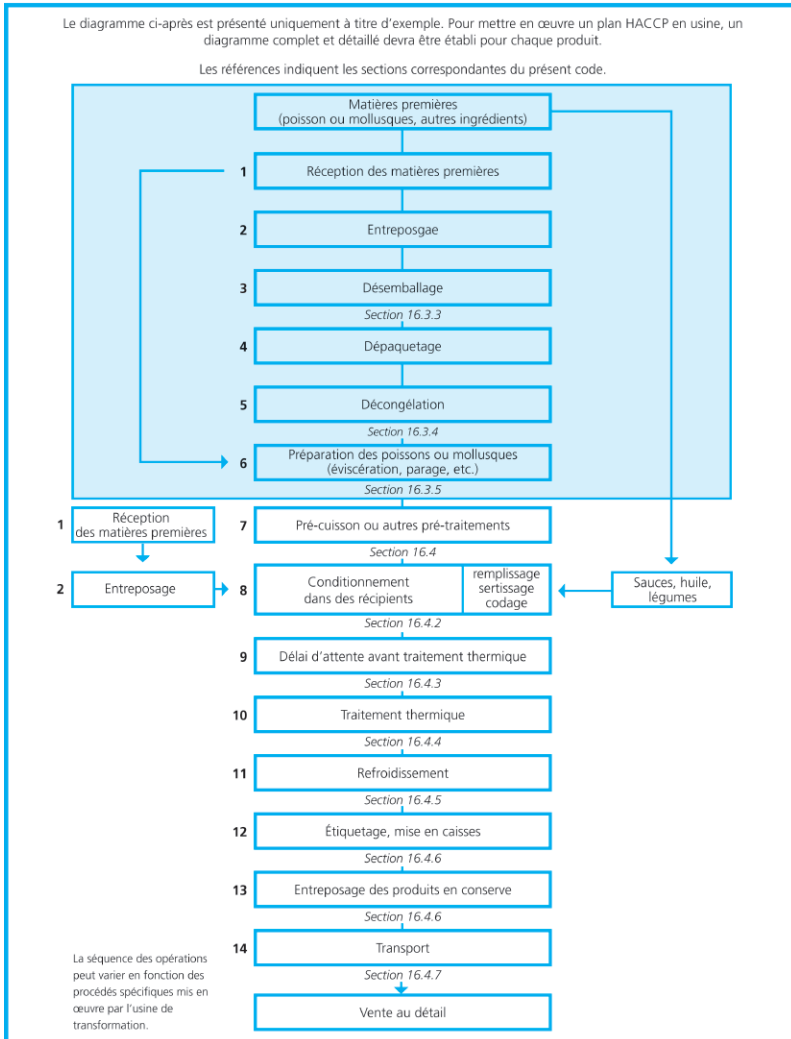 Le diagramme ci-après est présenté uniquement à titre d'exemple. Pour mettre en œuvre un plan HACCP en usine, un
diagramme complet et détaillé devra être établi pour chaque produit.
Les références indiquent les sections correspondantes du présent code.
Matières premières
(poisson ou mollusques, autres ingrédients)
1 Réception des matières premières
2 Entreposgae
3 Désemballage
Section 16.3.3
4 Dépaquetage
5 Décongélation
Section 16.3.4
6 Préparation des poissons ou mollusques
(éviscération, parage, etc.)
Section 16.3.5
1 Réception
des matières premières
7 Pré-cuisson ou autres pré-traitements
Section 16.4
2 Entreposage
8 Conditionnement
dans des récipients
remplissage
sertissage
codage
Sauces, huile,
légumes
Section 16.4.2
9 Délai d'attente avant traitement thermique
Section 16.4.3
10 Traitement thermique
Section 16.4.4
11 Refroidissement
Section 16.4.5
12 Étiquetage, mise en caisses
Section 16.4.6
13 Entreposage des produits en conserve
Section 16.4.6
14 Transport
Section 16.4.7
Vente au détail
La séquence des opérations
peut varier en fonction des
procédés spécifiques mis en
œuvre par l'usine de
transformation.